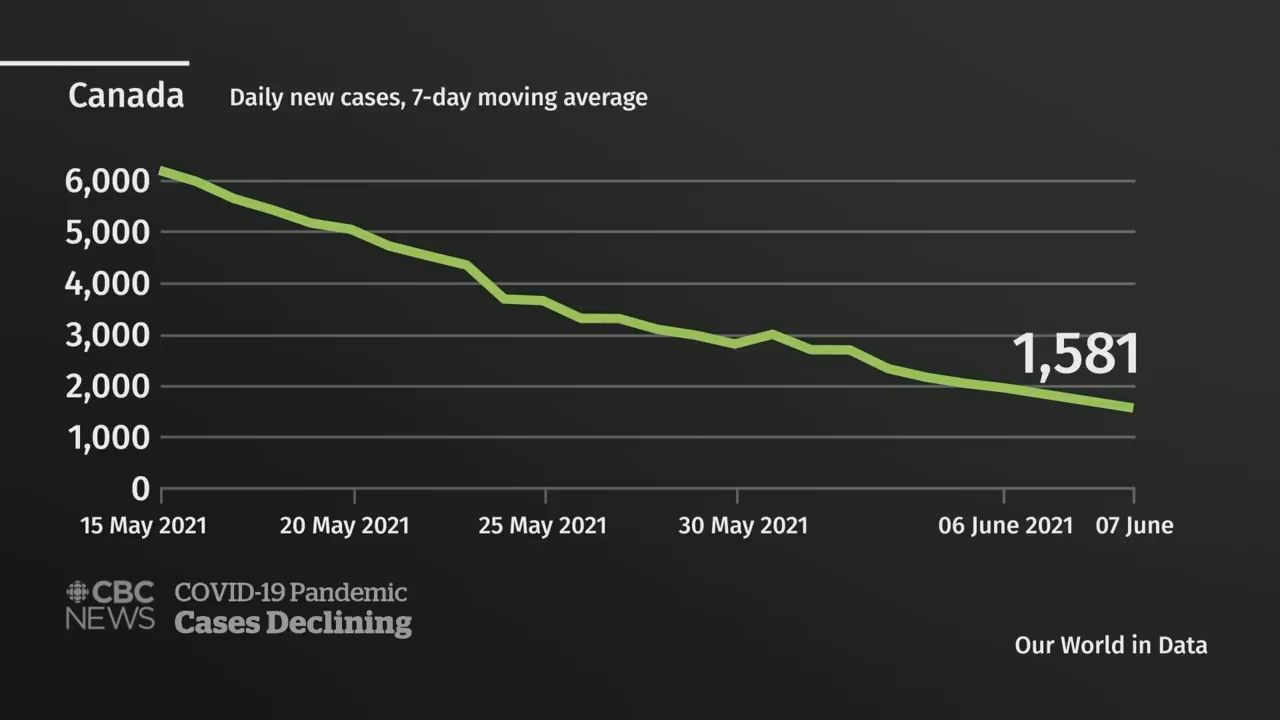 Canada Daily new cases, 7-day moving average
6,000
5,000
4,000
3,000
1,581
2,000
1,000
0
15 May 2021 20 May 2021 25 May 2021 30 May 2021 06 June 2021 07 June
CBC NEWS
COVID-19 Pandemic
Cases Declining
Our World in Data